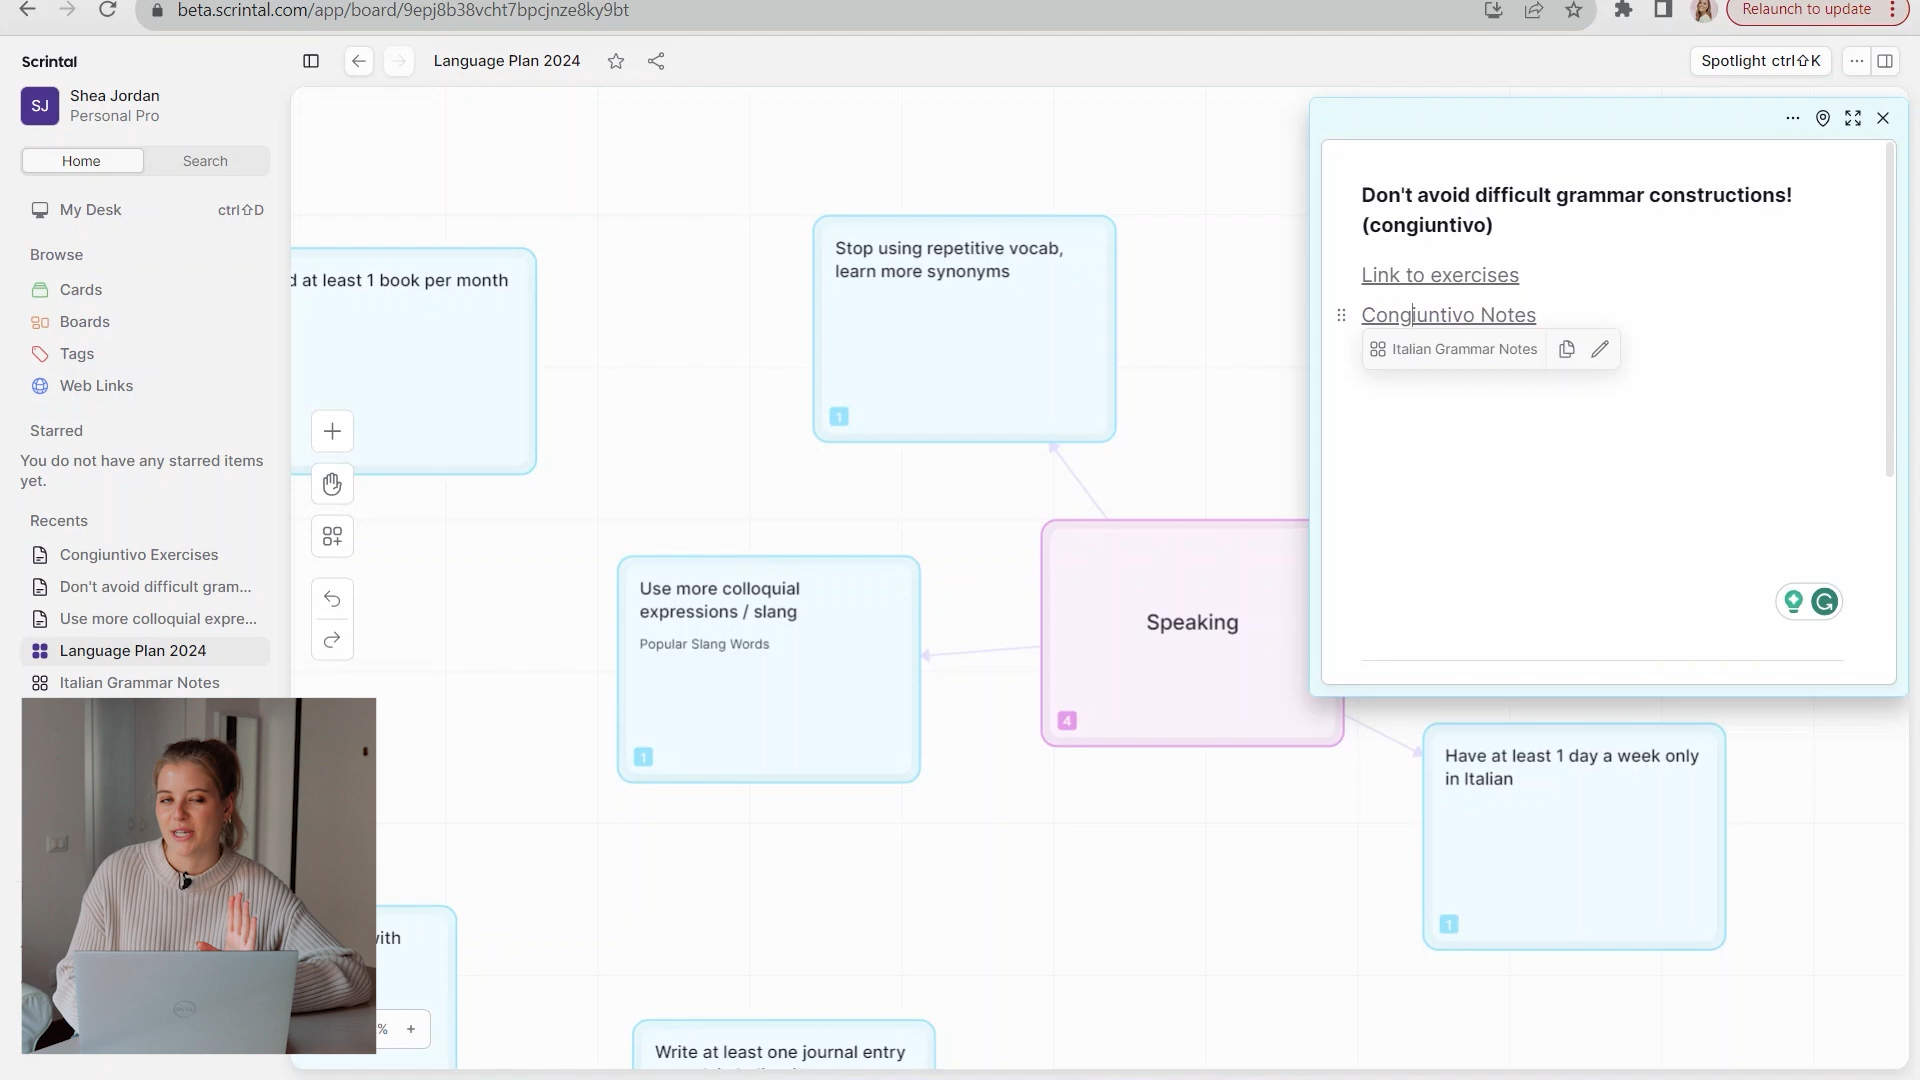 beta.scrintal.com/app/board/9epj8b38vcht7bpcjnze8ky9bt
Relaunch to update
Scrintal
SJ
Shea Jordan
Personal Pro
Home
Search
My Desk
ctrl⇧D
Browse
Cards
Boards
Tags
Web Links
Starred
You do not have any starred items
yet.
Recents
Congiuntivo Exercises
Don't avoid difficult gram...
Use more colloquial expre...
Language Plan 2024
Italian Grammar Notes
Language Plan 2024
Spotlight ctrl⇧K
at least 1 book per month
Stop using repetitive vocab,
learn more synonyms
1
Use more colloquial
expressions / slang
Popular Slang Words
1
Speaking
4
Don't avoid difficult grammar constructions!
(congiuntivo)
Link to exercises
Congiuntivo Notes
Italian Grammar Notes
Have at least 1 day a week only
in Italian
1
%
+
Write at least one journal entry
DELL